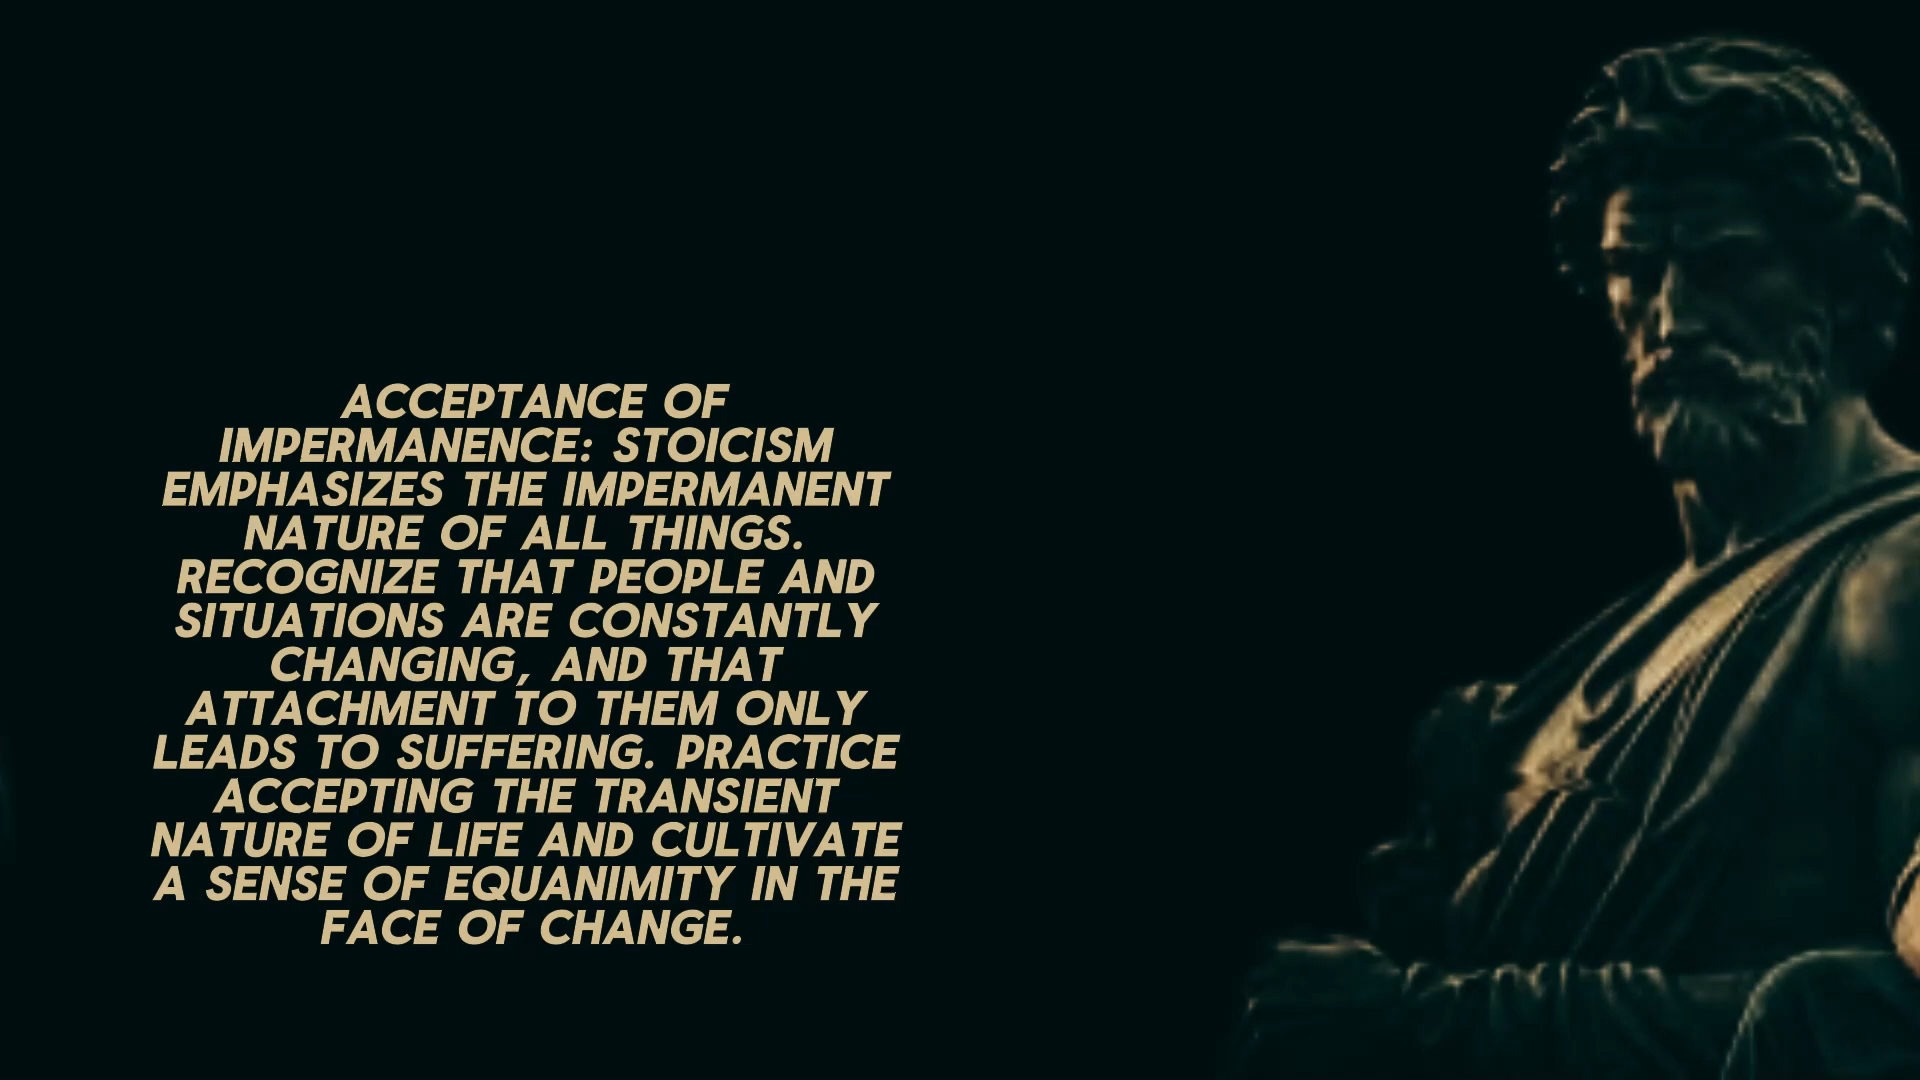 ACCEPTANCE OF
IMPERMANENCE: STOICISM
EMPHASIZES THE IMPERMANENT
NATURE OF ALL THINGS.
RECOGNIZE THAT PEOPLE AND
SITUATIONS ARE CONSTANTLY
CHANGING, AND THAT
ATTACHMENT TO THEM ONLY
LEADS TO SUFFERING. PRACTICE
ACCEPTING THE TRANSIENT
NATURE OF LIFE AND CULTIVATE
A SENSE OF EQUANIMITY IN THE
FACE OF CHANGE.